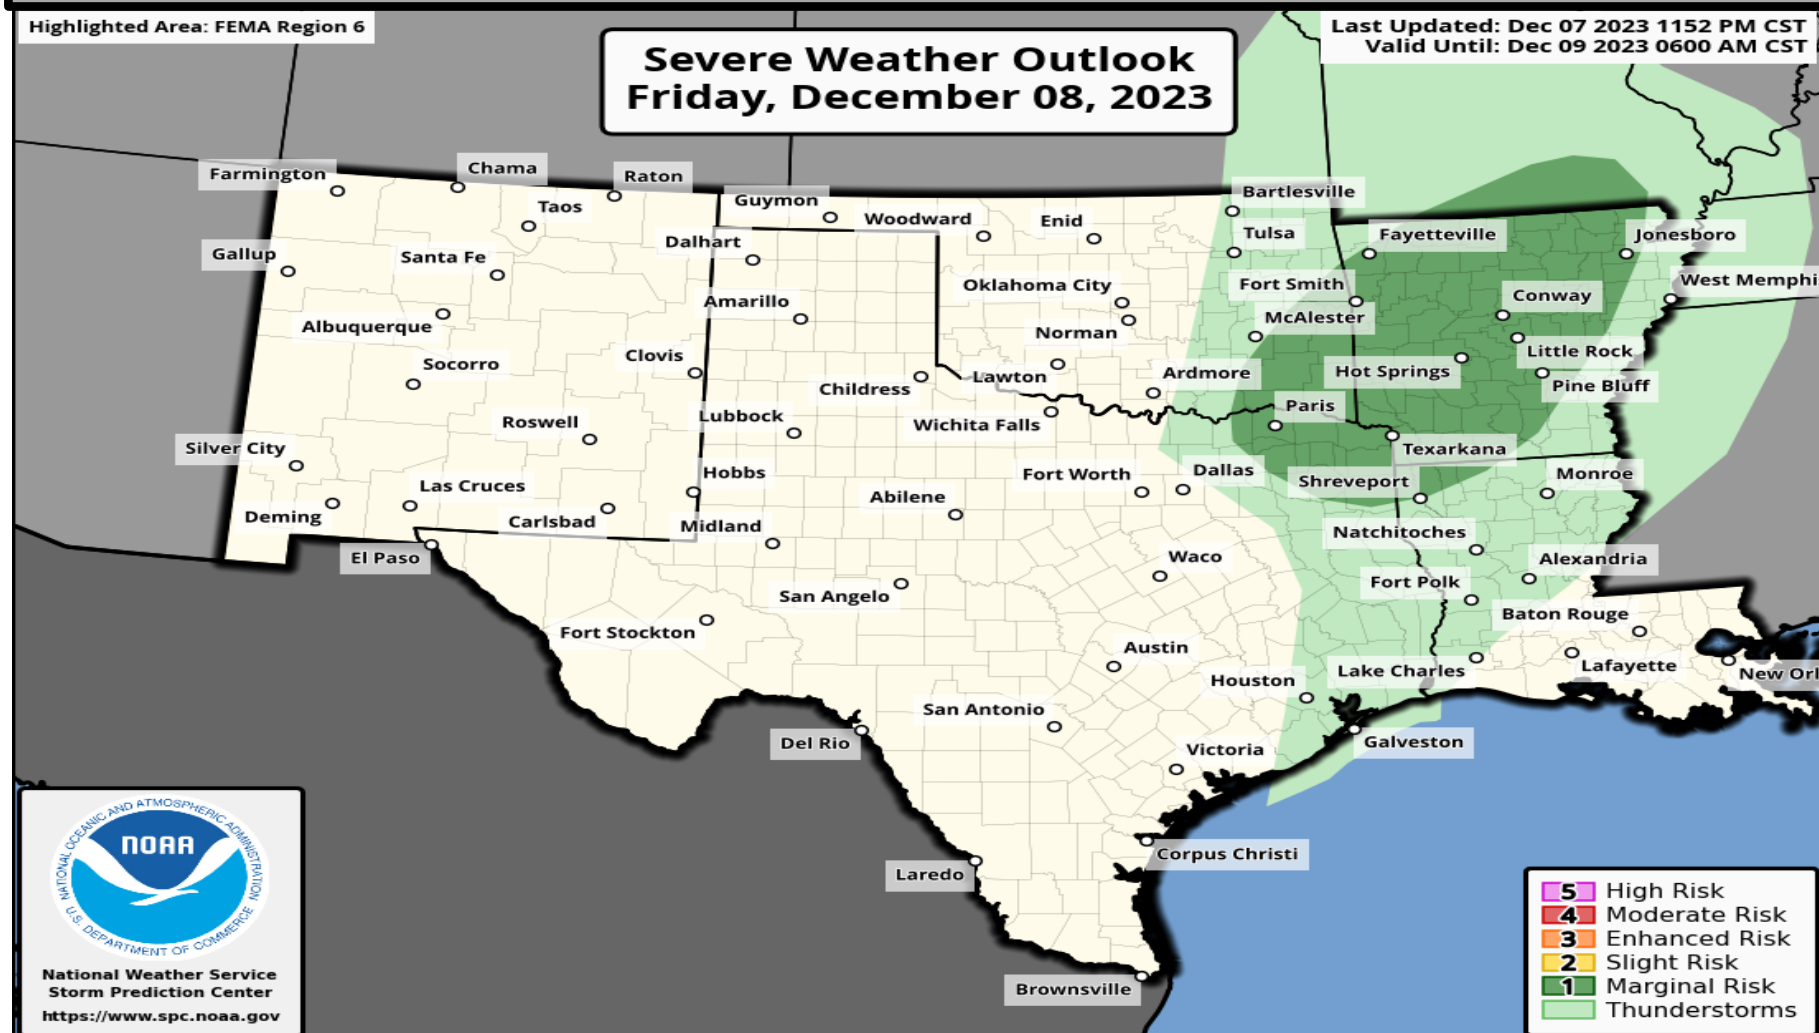 Highlighted Area: FEMA Region 6
Last Updated: Dec 07 2023 1152 PM CST
Valid Until: Dec 09 2023 0600 AM CST
Severe Weather Outlook
Friday, December 08, 2023
Farmington
Chama
Raton
Taos
Guymon
Woodward
Enid
Bartlesville
Tulsa
Fayetteville
Jonesboro
Gallup
Santa Fe
Dalhart
Oklahoma City
Fort Smith
Conway
West Memphi
Albuquerque
Amarillo
Norman
McAlester
Little Rock
Socorro
Clovis
Childress
Lawton
Ardmore
Hot Springs
Pine Bluff
Roswell
Lubbock
Wichita Falls
Paris
Texarkana
Silver City
Las Cruces
Hobbs
Abilene
Fort Worth
Dallas
Shreveport
Monroe
Deming
Carlsbad
Midland
Natchitoches
El Paso
San Angelo
Waco
Fort Polk
Alexandria
Fort Stockton
Austin
Baton Rouge
Houston
Lake Charles
Lafayette
New Orl
San Antonio
Del Rio
Victoria
Galveston
Laredo
Corpus Christi
Brownsville
NATIONAL OCEANIC AND ATMOSPHERIC ADMINISTRATION
NOAA
U.S. DEPARTMENT OF COMMERCE
National Weather Service
Storm Prediction Center
https://www.spc.noaa.gov
5 High Risk
4 Moderate Risk
3 Enhanced Risk
2 Slight Risk
1 Marginal Risk
Thunderstorms